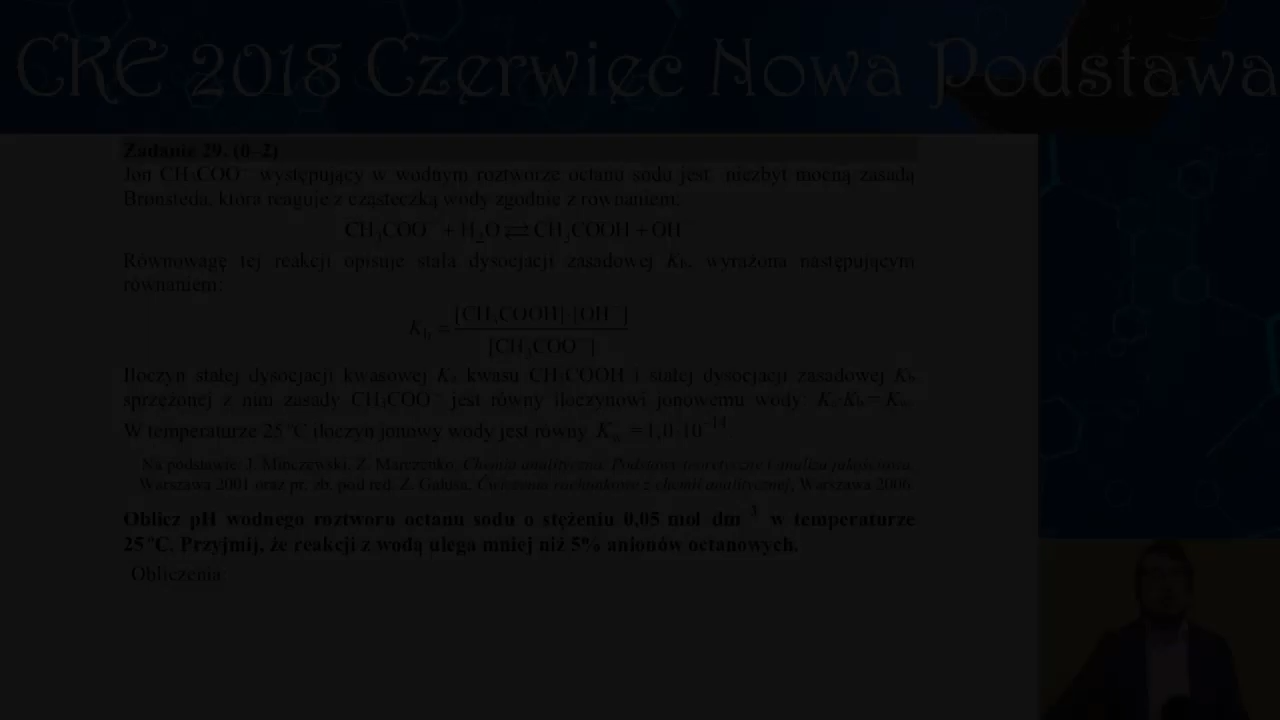 CKE 2018 Czerwiec Nowa Podstawa
Zadanie 29. (0–2)
Jon CH₃COO⁻ występujący w wodnym roztworze octanu sodu jest niezbyt mocną zasadą
Brønsteda, która reaguje z cząsteczką wody zgodnie z równaniem:
CH₃COO⁻ + H₂O ⇄ CH₃COOH + OH⁻
Równowagę tej reakcji opisuje stała dysocjacji zasadowej Kb, wyrażona następującym
równaniem:
Kb = [CH₃COOH]·[OH⁻] / [CH₃COO⁻]
Iloczyn stałej dysocjacji kwasowej Ka kwasu CH₃COOH i stałej dysocjacji zasadowej Kb
sprzężonej z nim zasady CH₃COO⁻ jest równy iloczynowi jonowemu wody: Ka·Kb = Kw.
W temperaturze 25 ºC iloczyn jonowy wody jest równy Kw = 1,0·10⁻¹⁴.
Na podstawie: J. Minczewski, Z. Marczenko, Chemia analityczna. Podstawy teoretyczne i analiza jakościowa,
Warszawa 2001 oraz pr. zb. pod red. Z. Galusa, Ćwiczenia rachunkowe z chemii analitycznej, Warszawa 2006.
Oblicz pH wodnego roztworu octanu sodu o stężeniu 0,05 mol·dm⁻³ w temperaturze
25 ºC. Przyjmij, że reakcji z wodą ulega mniej niż 5% anionów octanowych.
Obliczenia: